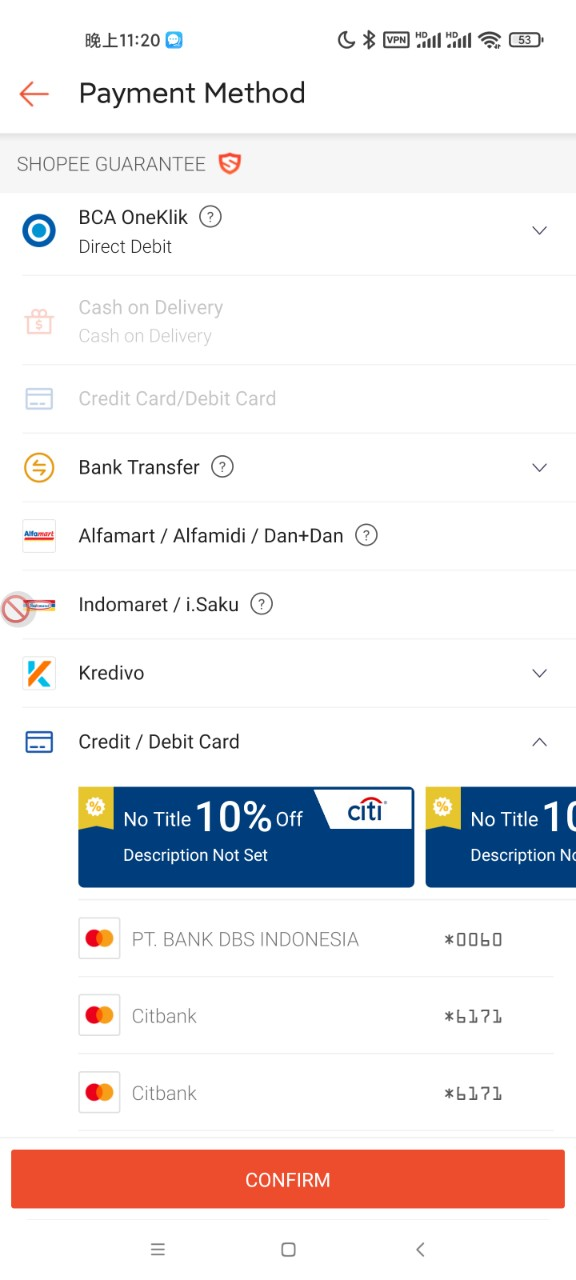 晚上11:20
VPN HD HD 53
Payment Method
SHOPEE GUARANTEE
BCA OneKlik ?
Direct Debit
Cash on Delivery
Cash on Delivery
Credit Card/Debit Card
Bank Transfer ?
Alfamart
Alfamart / Alfamidi / Dan+Dan ?
Indomaret / i.Saku ?
Kredivo
Credit / Debit Card
% No Title 10% Off citi
Description Not Set
% No Title 10
Description No
PT. BANK DBS INDONESIA *0060
Citbank *6171
Citbank *6171
CONFIRM